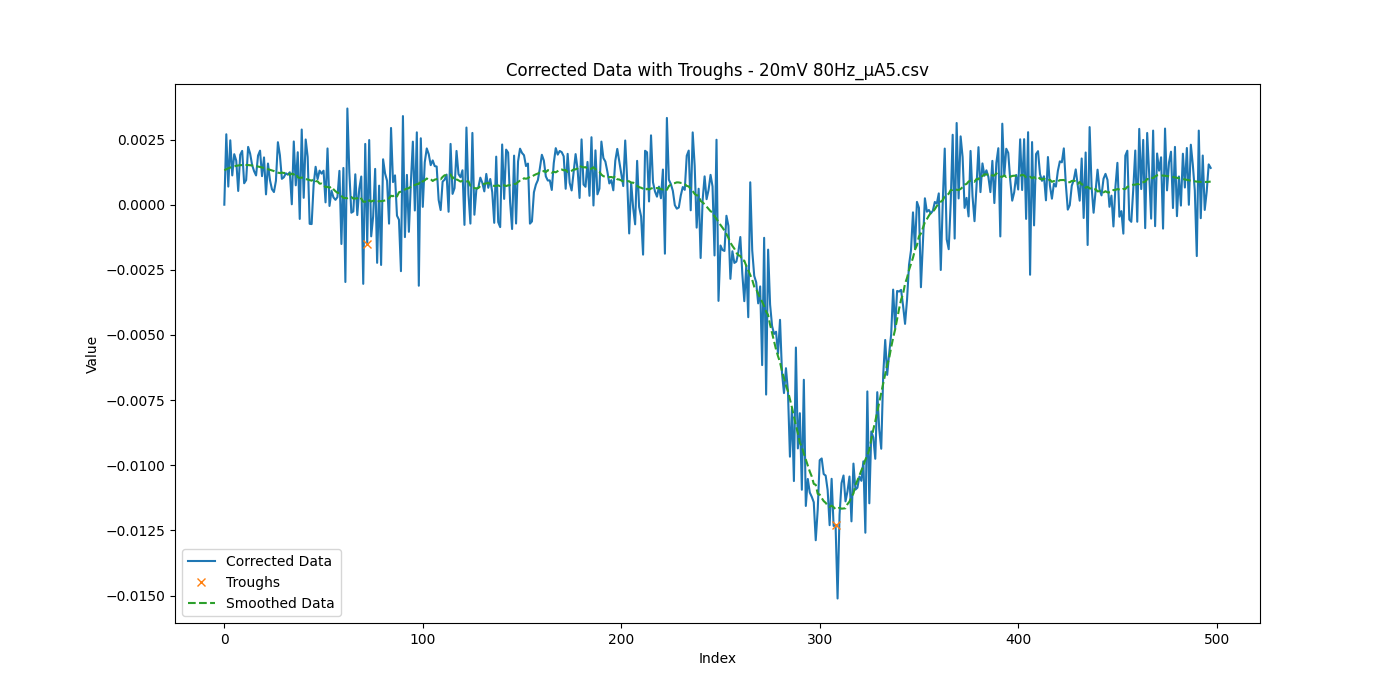 Corrected Data with Troughs - 20mV 80Hz_µA5.csv
Value
0.0025
0.0000
−0.0025
−0.0050
−0.0075
−0.0100
−0.0125
−0.0150
Corrected Data
Troughs
Smoothed Data
0
100
200
300
400
500
Index